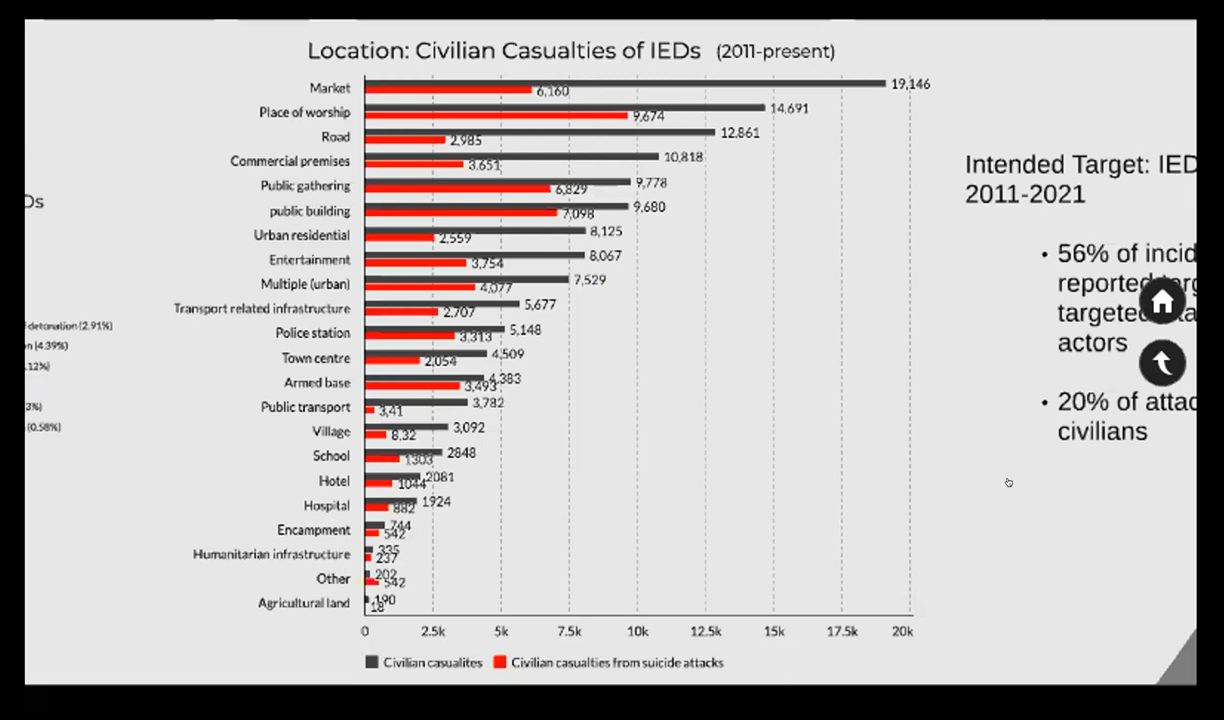 Location: Civilian Casualties of IEDs (2011-present)
Market 19,146
6,160
Place of worship 14,691
9,674
Road 12,861
2,985
Commercial premises 10,818
3,651
Public gathering 9,778
6,829
public building 9,680
7,098
Urban residential 8,125
2,559
Entertainment 8,067
3,754
Multiple (urban) 7,529
4,077
Transport related infrastructure 5,677
2,707
Police station 5,148
3,313
Town centre 4,509
2,054
Armed base 4,383
3,493
Public transport 3,782
3,41
Village 3,092
8,32
School 2848
1303
Hotel 2081
1044
Hospital 1924
882
Encampment 744
542
Humanitarian infrastructure 335
237
Other 202
542
Agricultural land 190
18
0 2.5k 5k 7.5k 10k 12.5k 15k 17.5k 20k
Civilian casualites Civilian casualties from suicide attacks
Ds
detonation (2.91%)
n (4.39%)
.12%)
3%)
(0.58%)
Intended Target: IED
2011-2021
• 56% of incid
reported
targeted
actors
• 20% of attac
civilians